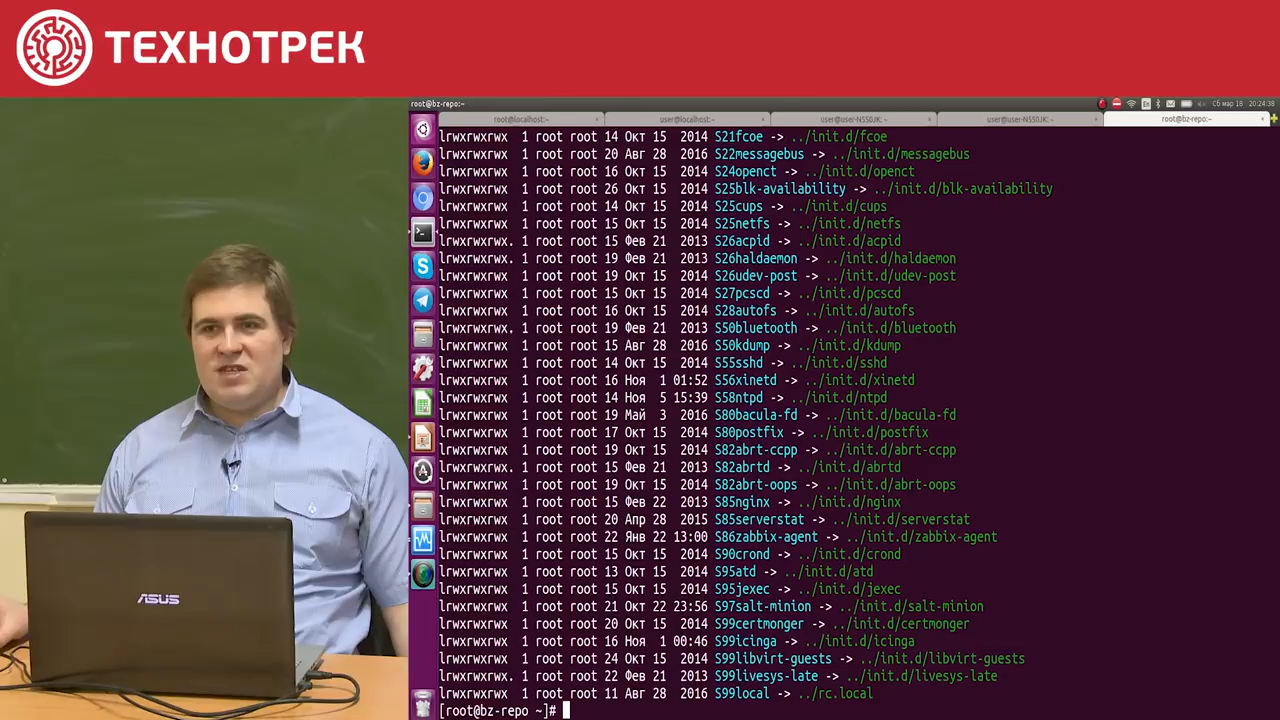 ТЕХНОТРЕК
root@bz-repo:~
Сб мар 18 20:24:38
root@localhost:~
user@localhost:~
user@user-N550JK: ~
user@user-N550JK: ~
root@bz-repo:~
lrwxrwxrwx 1 root root 14 Окт 15 2014 S21fcoe -> ../init.d/fcoe
lrwxrwxrwx 1 root root 20 Авг 28 2016 S22messagebus -> ../init.d/messagebus
lrwxrwxrwx 1 root root 16 Окт 15 2014 S24openct -> ../init.d/openct
lrwxrwxrwx 1 root root 26 Окт 15 2014 S25blk-availability -> ../init.d/blk-availability
lrwxrwxrwx 1 root root 14 Окт 15 2014 S25cups -> ../init.d/cups
lrwxrwxrwx 1 root root 15 Окт 15 2014 S25netfs -> ../init.d/netfs
lrwxrwxrwx. 1 root root 15 Фев 21 2013 S26acpid -> ../init.d/acpid
lrwxrwxrwx. 1 root root 19 Фев 21 2013 S26haldaemon -> ../init.d/haldaemon
lrwxrwxrwx 1 root root 19 Окт 15 2014 S26udev-post -> ../init.d/udev-post
lrwxrwxrwx 1 root root 15 Окт 15 2014 S27pcscd -> ../init.d/pcscd
lrwxrwxrwx 1 root root 16 Окт 15 2014 S28autofs -> ../init.d/autofs
lrwxrwxrwx. 1 root root 19 Фев 21 2013 S50bluetooth -> ../init.d/bluetooth
lrwxrwxrwx 1 root root 15 Авг 28 2016 S50kdump -> ../init.d/kdump
lrwxrwxrwx 1 root root 14 Окт 15 2014 S55sshd -> ../init.d/sshd
lrwxrwxrwx 1 root root 16 Ноя 1 01:52 S56xinetd -> ../init.d/xinetd
lrwxrwxrwx 1 root root 14 Ноя 5 15:39 S58ntpd -> ../init.d/ntpd
lrwxrwxrwx 1 root root 19 Май 3 2016 S80bacula-fd -> ../init.d/bacula-fd
lrwxrwxrwx 1 root root 17 Окт 15 2014 S80postfix -> ../init.d/postfix
lrwxrwxrwx 1 root root 19 Окт 15 2014 S82abrt-ccpp -> ../init.d/abrt-ccpp
lrwxrwxrwx. 1 root root 15 Фев 21 2013 S82abrtd -> ../init.d/abrtd
lrwxrwxrwx 1 root root 19 Окт 15 2014 S82abrt-oops -> ../init.d/abrt-oops
lrwxrwxrwx 1 root root 15 Фев 22 2013 S85nginx -> ../init.d/nginx
lrwxrwxrwx 1 root root 20 Апр 28 2015 S85serverstat -> ../init.d/serverstat
lrwxrwxrwx 1 root root 22 Янв 22 13:00 S86zabbix-agent -> ../init.d/zabbix-agent
lrwxrwxrwx 1 root root 15 Окт 15 2014 S90crond -> ../init.d/crond
lrwxrwxrwx 1 root root 13 Окт 15 2014 S95atd -> ../init.d/atd
lrwxrwxrwx 1 root root 15 Окт 15 2014 S95jexec -> ../init.d/jexec
lrwxrwxrwx 1 root root 21 Окт 22 23:56 S97salt-minion -> ../init.d/salt-minion
lrwxrwxrwx 1 root root 20 Окт 15 2014 S99certmonger -> ../init.d/certmonger
lrwxrwxrwx 1 root root 16 Ноя 1 00:46 S99icinga -> ../init.d/icinga
lrwxrwxrwx 1 root root 24 Окт 15 2014 S99libvirt-guests -> ../init.d/libvirt-guests
lrwxrwxrwx. 1 root root 22 Фев 21 2013 S99livesys-late -> ../init.d/livesys-late
lrwxrwxrwx 1 root root 11 Авг 28 2016 S99local -> ../rc.local
[root@bz-repo ~]#
ASUS